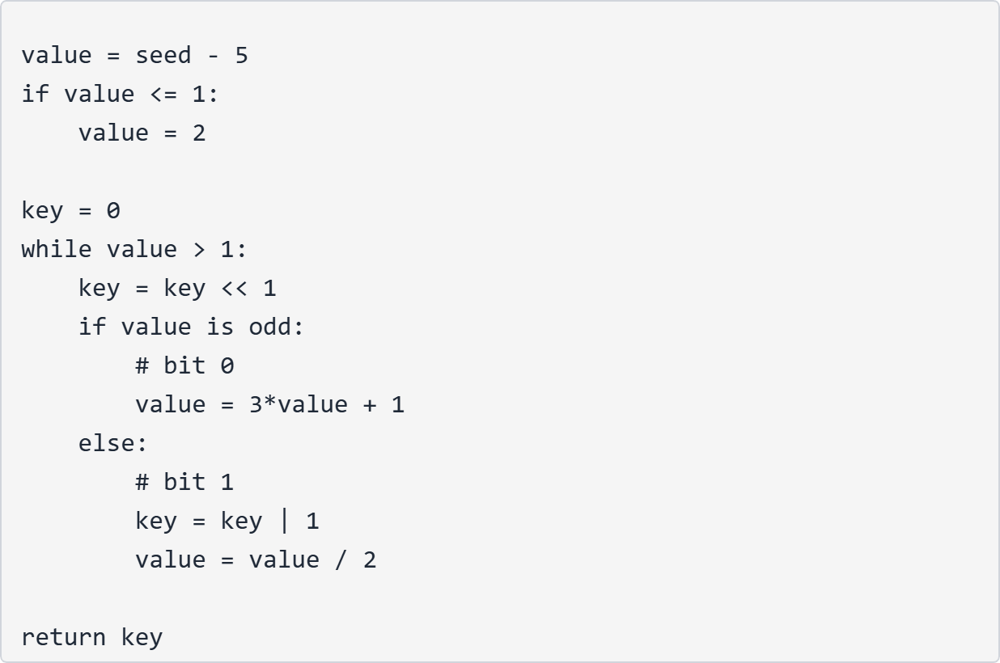 value = seed - 5
if value <= 1:
    value = 2

key = 0
while value > 1:
    key = key << 1
    if value is odd:
        # bit 0
        value = 3*value + 1
    else:
        # bit 1
        key = key | 1
        value = value / 2

return key